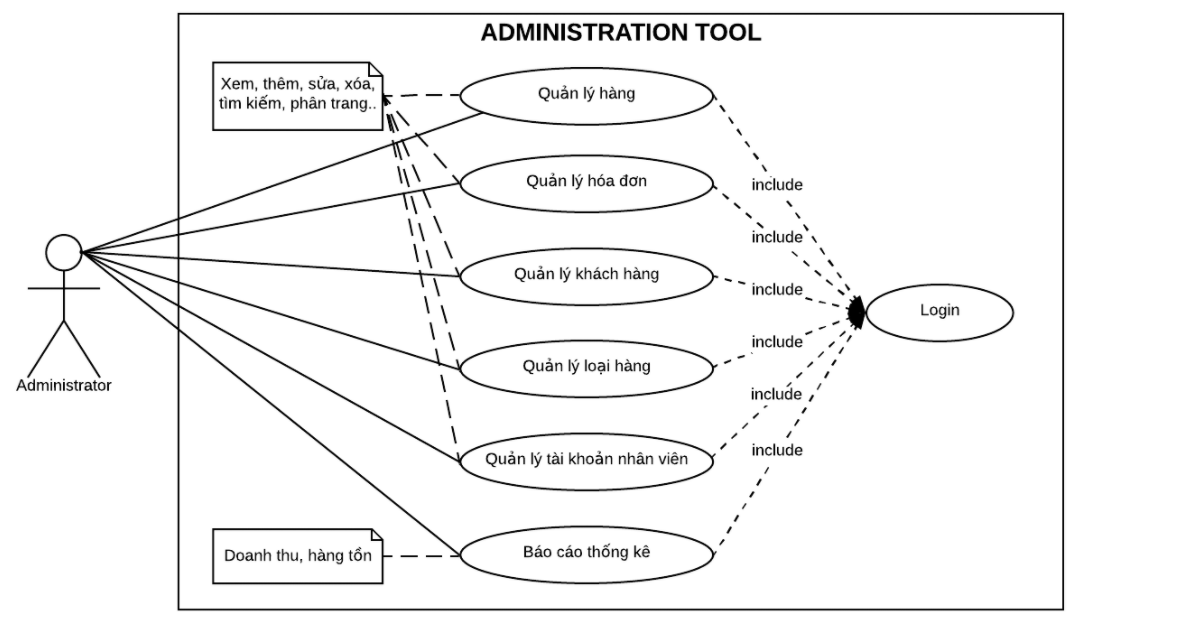 ADMINISTRATION TOOL
Xem, thêm, sửa, xóa,
tìm kiếm, phân trang..
Quản lý hàng
include
Quản lý hóa đơn
include
Quản lý khách hàng
include
Login
Administrator
Quản lý loại hàng
include
include
Quản lý tài khoản nhân viên
include
Doanh thu, hàng tồn
Báo cáo thống kê